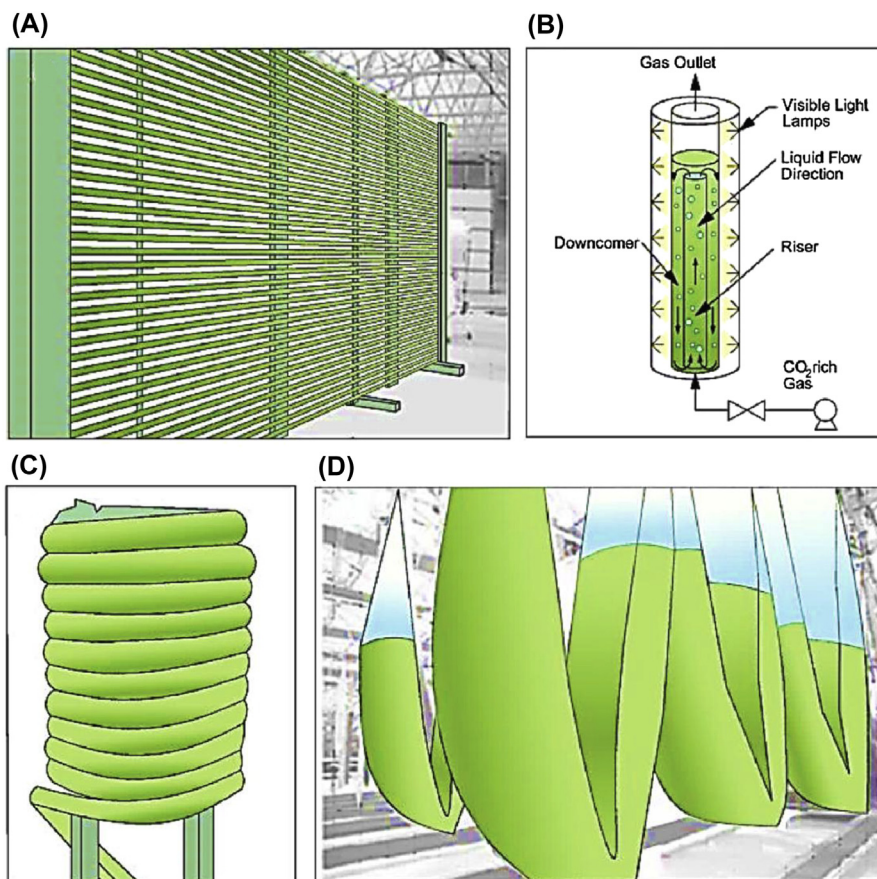 (A)
(B)
Gas Outlet
Visible Light
Lamps
Liquid Flow
Direction
Downcomer
Riser
CO₂rich
Gas
(C)
(D)